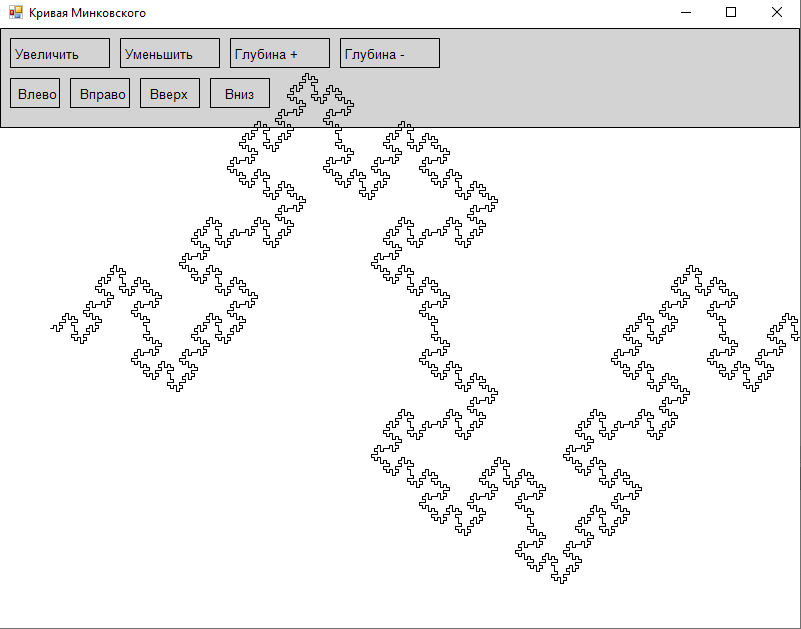 Кривая Минковского
Увеличить Уменьшить Глубина + Глубина -
Влево Вправо Вверх Вниз